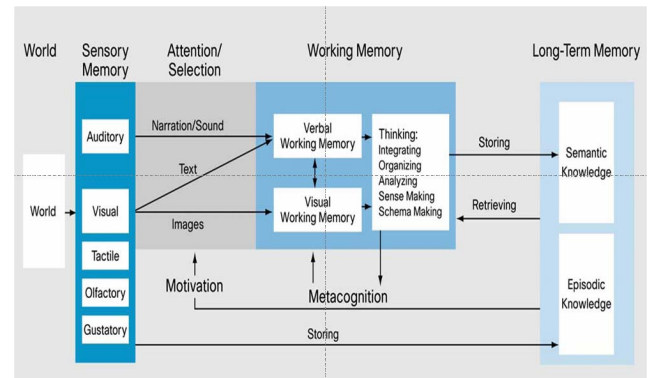 World
Sensory
Memory
Attention/
Selection
Working Memory
Long-Term Memory
World
Auditory
Visual
Tactile
Olfactory
Gustatory
Narration/Sound
Text
Images
Verbal
Working Memory
Visual
Working Memory
Thinking:
Integrating
Organizing
Analyzing
Sense Making
Schema Making
Storing
Retrieving
Semantic
Knowledge
Episodic
Knowledge
Motivation
Metacognition
Storing